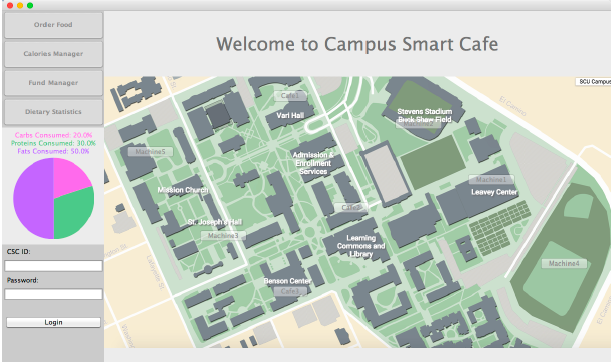 Order Food
Calories Manager
Fund Manager
Dietary Statistics
Carbs Consumed: 20.0%
Proteins Consumed: 30.0%
Fats Consumed: 50.0%
CSC ID:
Password:
Login
Welcome to Campus Smart Cafe
SCU Campus
El Camino
Cafe1
Vari Hall
Stevens Stadium
Buck Shaw Field
Machine5
Admission &
Enrollment
Services
Mission Church
Machine1
Leavey Center
Cafe2
St. Joseph's Hall
Machine3
Learning
Commons and
Library
Machine4
Benson Center
Cafe3